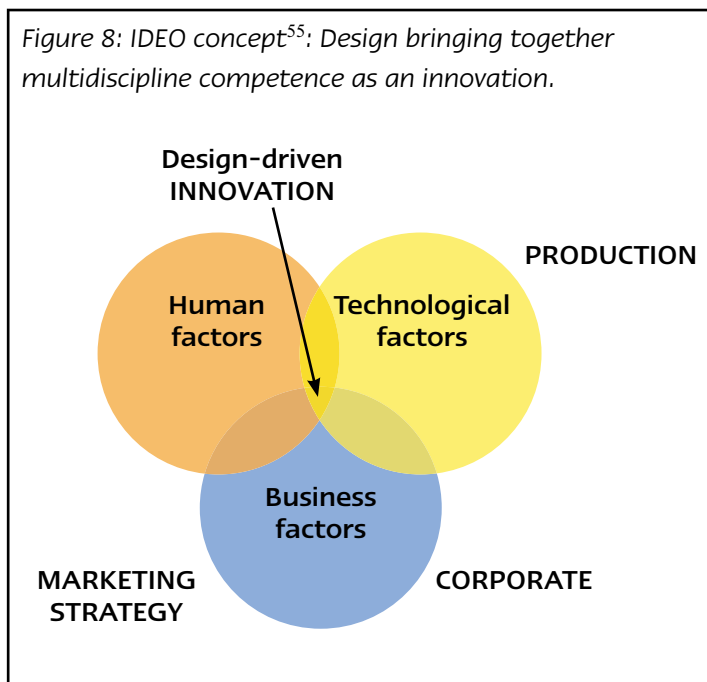 Figure 8: IDEO concept55: Design bringing together
multidiscipline competence as an innovation.
Design-driven
INNOVATION
PRODUCTION
Human
factors
Technological
factors
Business
factors
MARKETING
STRATEGY
CORPORATE